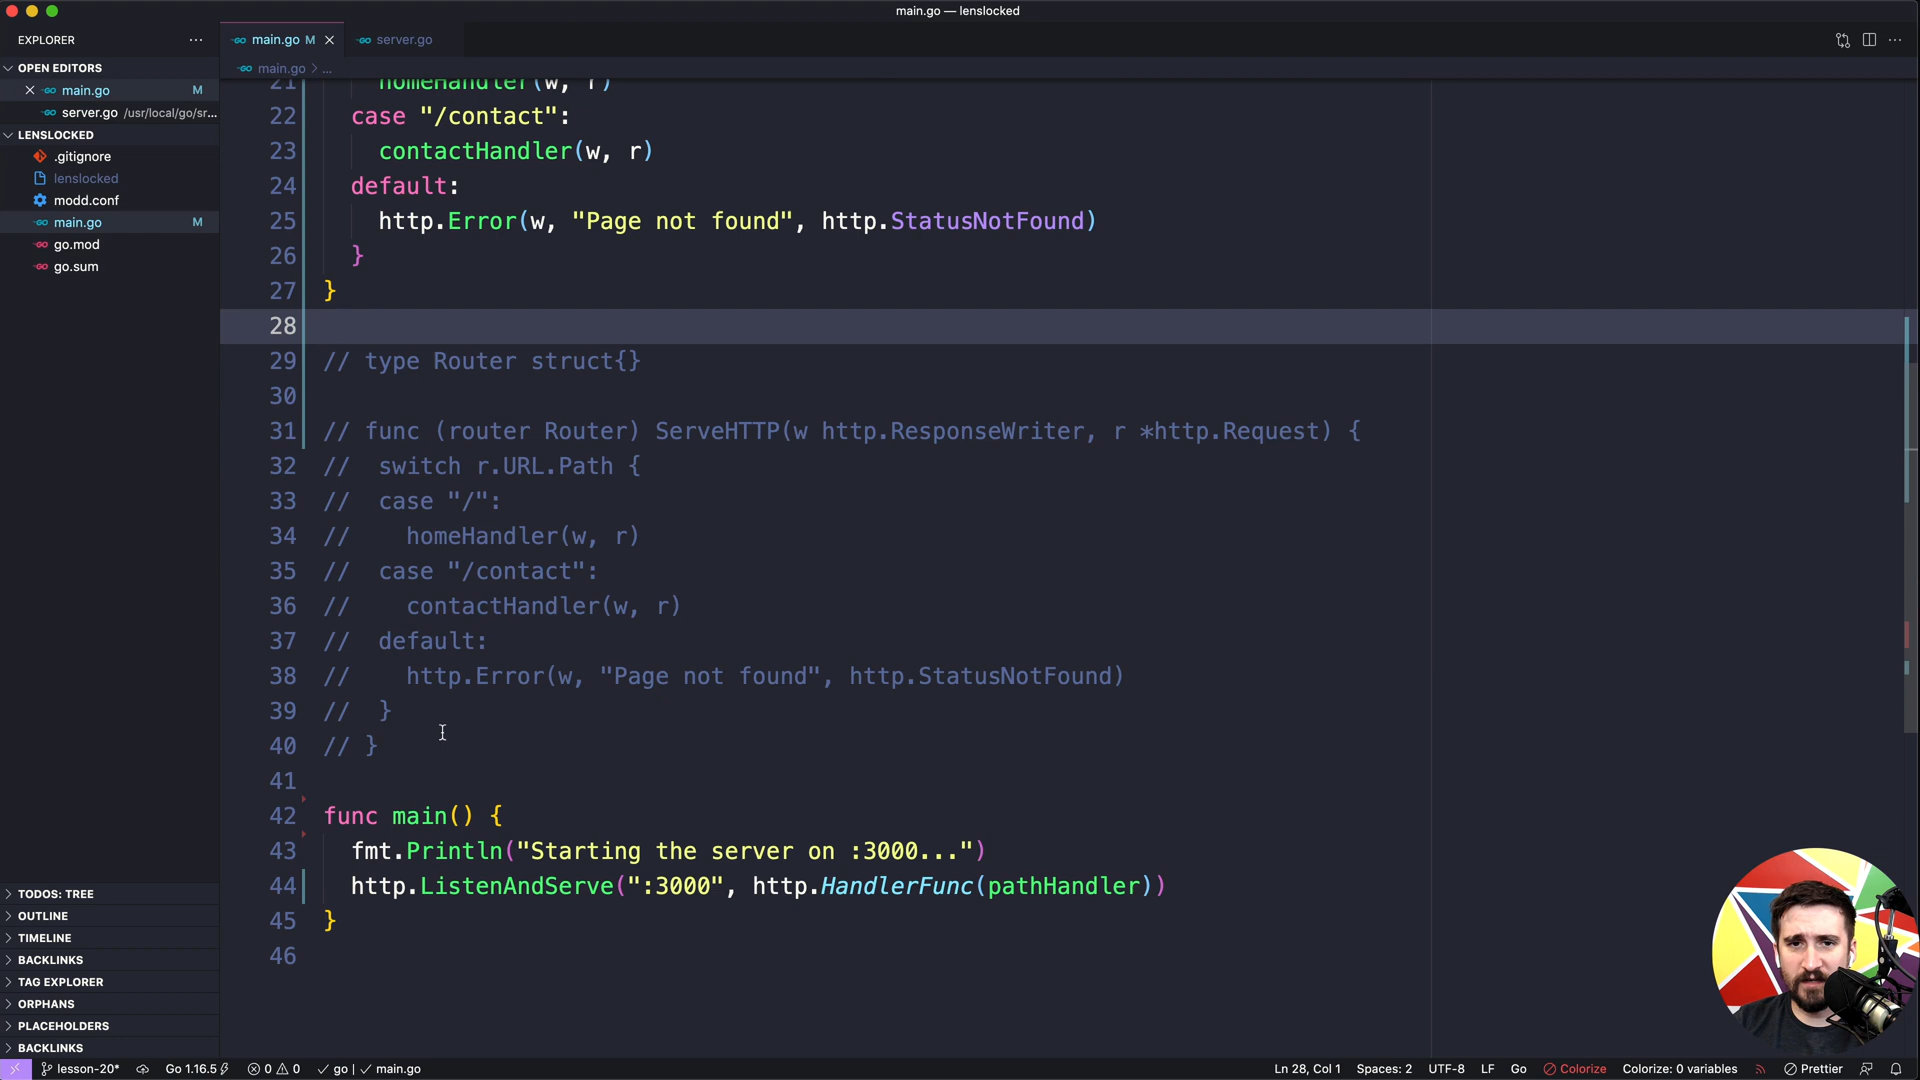 main.go — lenslocked
EXPLORER
main.go M
server.go
OPEN EDITORS
main.go > ...
main.go M
server.go /usr/local/go/sr...
LENSLOCKED
.gitignore
lenslocked
modd.conf
main.go M
go.mod
go.sum
21 homeHandler(w, r)
22 case "/contact":
23 contactHandler(w, r)
24 default:
25 http.Error(w, "Page not found", http.StatusNotFound)
26 }
27 }
28
29 // type Router struct{}
30
31 // func (router Router) ServeHTTP(w http.ResponseWriter, r *http.Request) {
32 // switch r.URL.Path {
33 // case "/":
34 // homeHandler(w, r)
35 // case "/contact":
36 // contactHandler(w, r)
37 // default:
38 // http.Error(w, "Page not found", http.StatusNotFound)
39 // }
40 // }
41
42 func main() {
43 fmt.Println("Starting the server on :3000...")
44 http.ListenAndServe(":3000", http.HandlerFunc(pathHandler))
45 }
46
TODOS: TREE
OUTLINE
TIMELINE
BACKLINKS
TAG EXPLORER
ORPHANS
PLACEHOLDERS
BACKLINKS
lesson-20* Go 1.16.5 0 0 go | main.go Ln 28, Col 1 Spaces: 2 UTF-8 LF Go Colorize Colorize: 0 variables Prettier